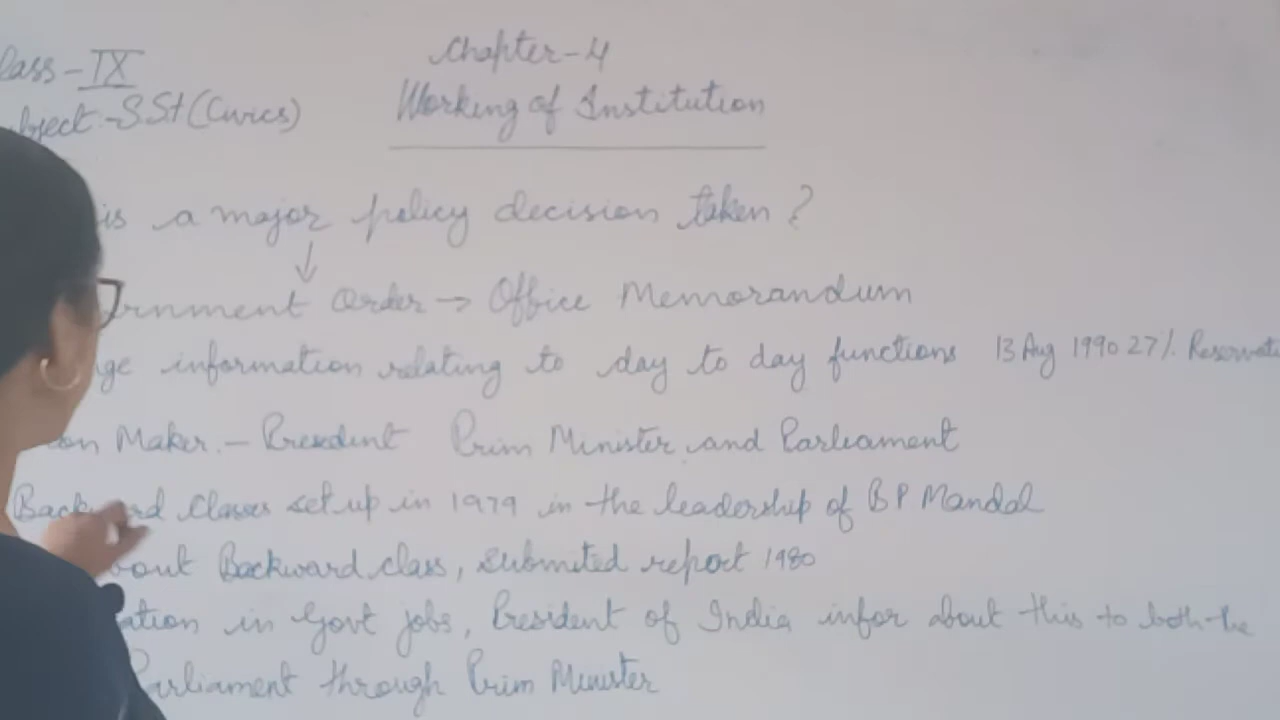 Chapter-4
lass - IX
Working of Institution
bject - SSt (Civics)
is a major policy decision taken ?
↓
rnment Order → Office Memorandum
ge information relating to day to day functions 13 Aug 1990 27% Reservati
on Maker - President Prim Minister and Parliament
Backward Classes set up in 1979 in the leadership of B P Mandal
bout Backward class, submited report 1980
ation in Govt jobs, President of India infor about this to both the
Parliament through Prim Minister